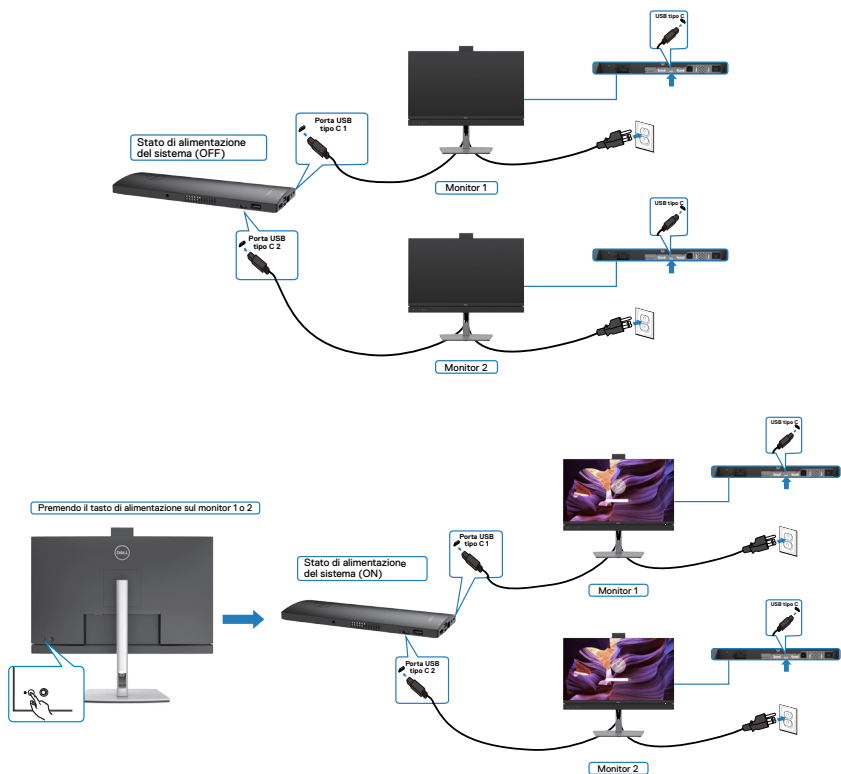 USB tipo C
Porta USB
tipo C 1
Stato di alimentazione
del sistema (OFF)
Monitor 1
USB tipo C
Porta USB
tipo C 2
Monitor 2
USB tipo C
Premendo il tasto di alimentazione sul monitor 1 o 2
Porta USB
tipo C 1
DELL
Stato di alimentazione
del sistema (ON)
Monitor 1
USB tipo C
Porta USB
tipo C 2
Monitor 2